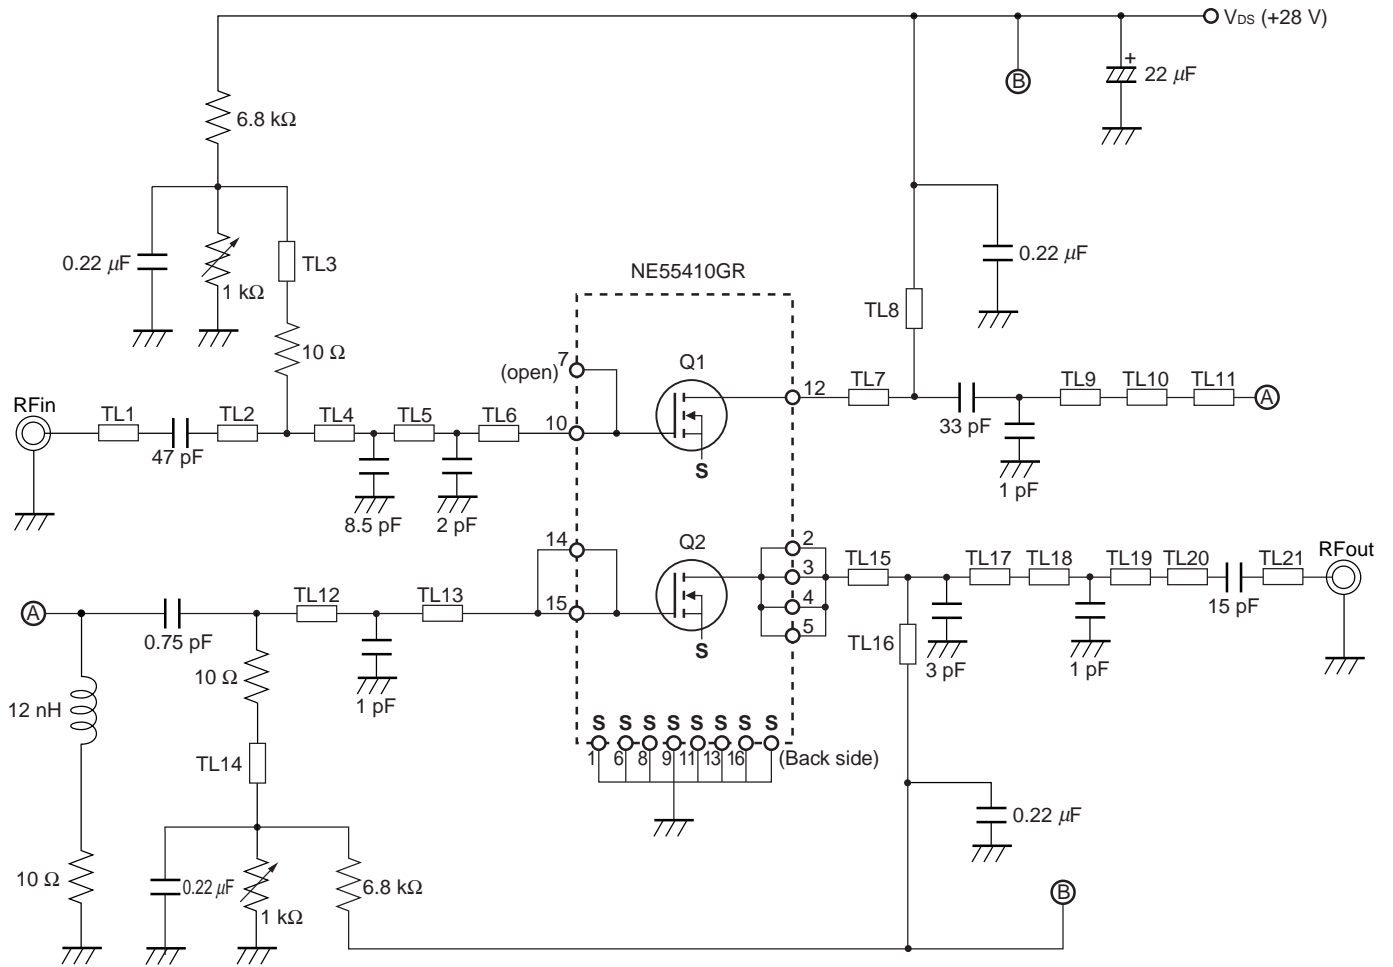 VDS (+28 V)
B
+
22 µF
6.8 kΩ
0.22 µF
1 kΩ
TL3
10 Ω
0.22 µF
TL8
NE55410GR
7
(open)
Q1
12
TL7
33 pF
1 pF
TL9
TL10
TL11
A
RFin
TL1
47 pF
TL2
TL4
TL5
TL6
10
S
8.5 pF
2 pF
14
Q2
2
3
4
5
TL15
TL17
TL18
TL19
TL20
TL21
RFout
15 pF
A
0.75 pF
TL12
TL13
15
S
TL16
3 pF
1 pF
10 Ω
1 pF
12 nH
TL14
S S S S S S S S
1 6 8 9 11 13 16 (Back side)
0.22 µF
10 Ω
0.22 µF
1 kΩ
6.8 kΩ
B